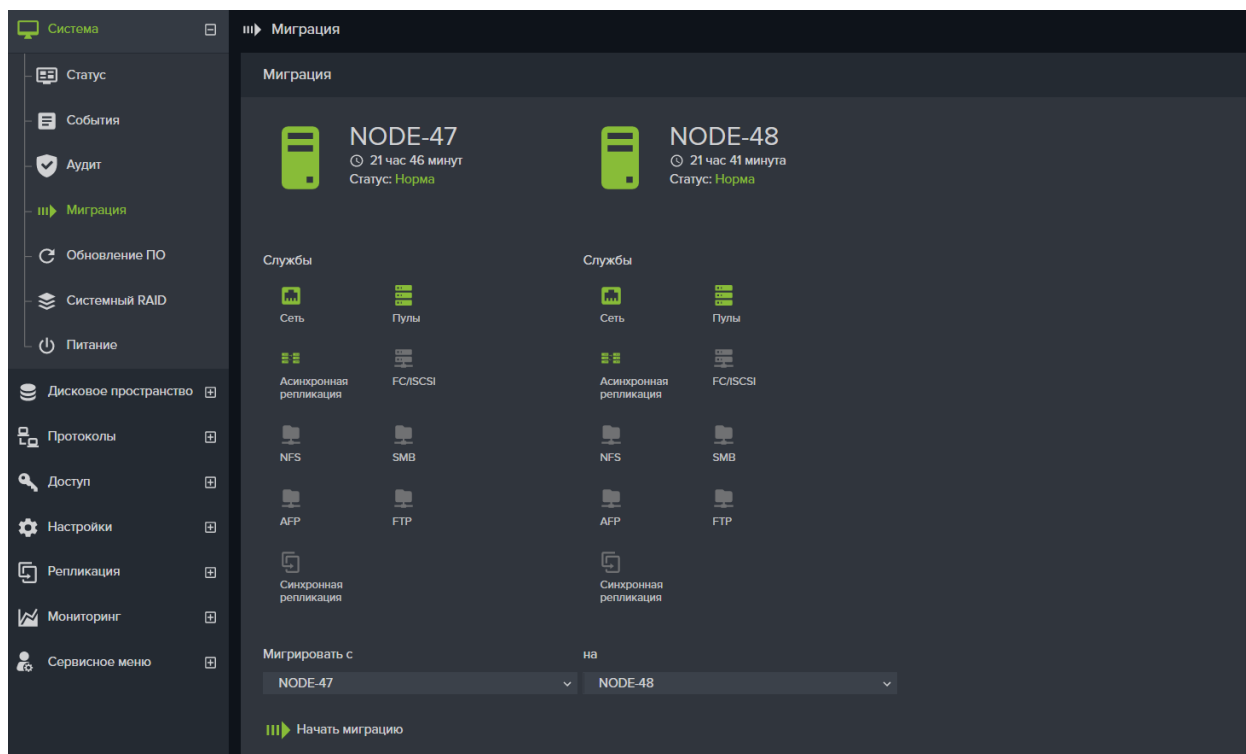 Система
Статус
События
Аудит
Миграция
Обновление ПО
Системный RAID
Питание
Дисковое пространство
Протоколы
Доступ
Настройки
Репликация
Мониторинг
Сервисное меню
Миграция
Миграция
NODE-47
21 час 46 минут
Статус: Норма
NODE-48
21 час 41 минута
Статус: Норма
Службы
Сеть
Пулы
Асинхронная
репликация
FC/ISCSI
NFS
SMB
AFP
FTP
Синхронная
репликация
Службы
Сеть
Пулы
Асинхронная
репликация
FC/ISCSI
NFS
SMB
AFP
FTP
Синхронная
репликация
Мигрировать с
NODE-47
на
NODE-48
Начать миграцию